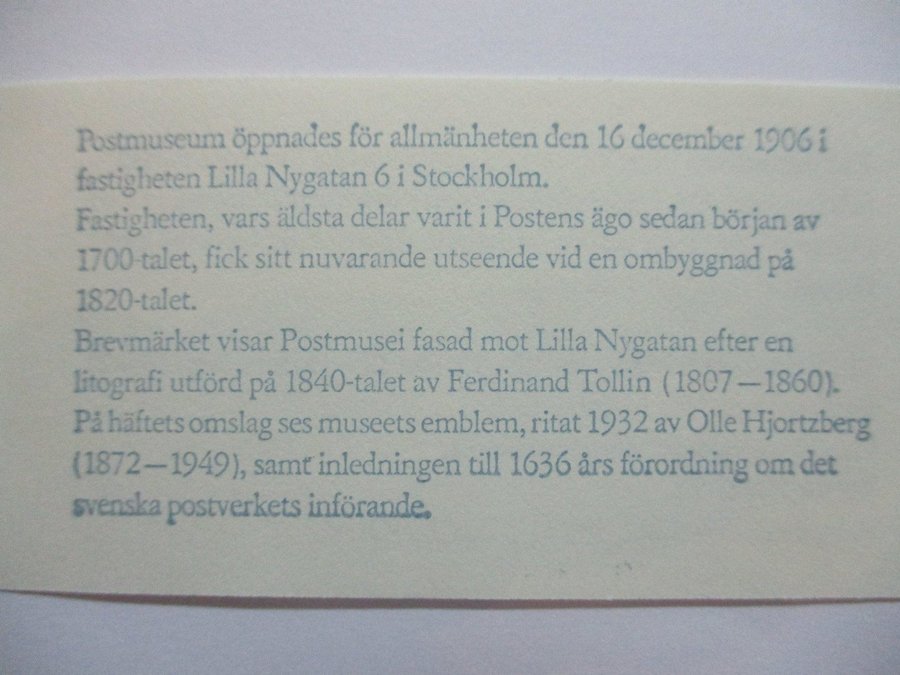 Postmuseum öppnades för allmänheten den 16 december 1906 i
fastigheten Lilla Nygatan 6 i Stockholm.
Fastigheten, vars äldsta delar varit i Postens ägo sedan början av
1700-talet, fick sitt nuvarande utseende vid en ombyggnad på
1820-talet.
Brevmärket visar Postmusei fasad mot Lilla Nygatan efter en
litografi utförd på 1840-talet av Ferdinand Tollin (1807—1860).
På häftets omslag ses museets emblem, ritat 1932 av Olle Hjortzberg
(1872—1949), samt inledningen till 1636 års förordning om det
svenska postverkets införande.